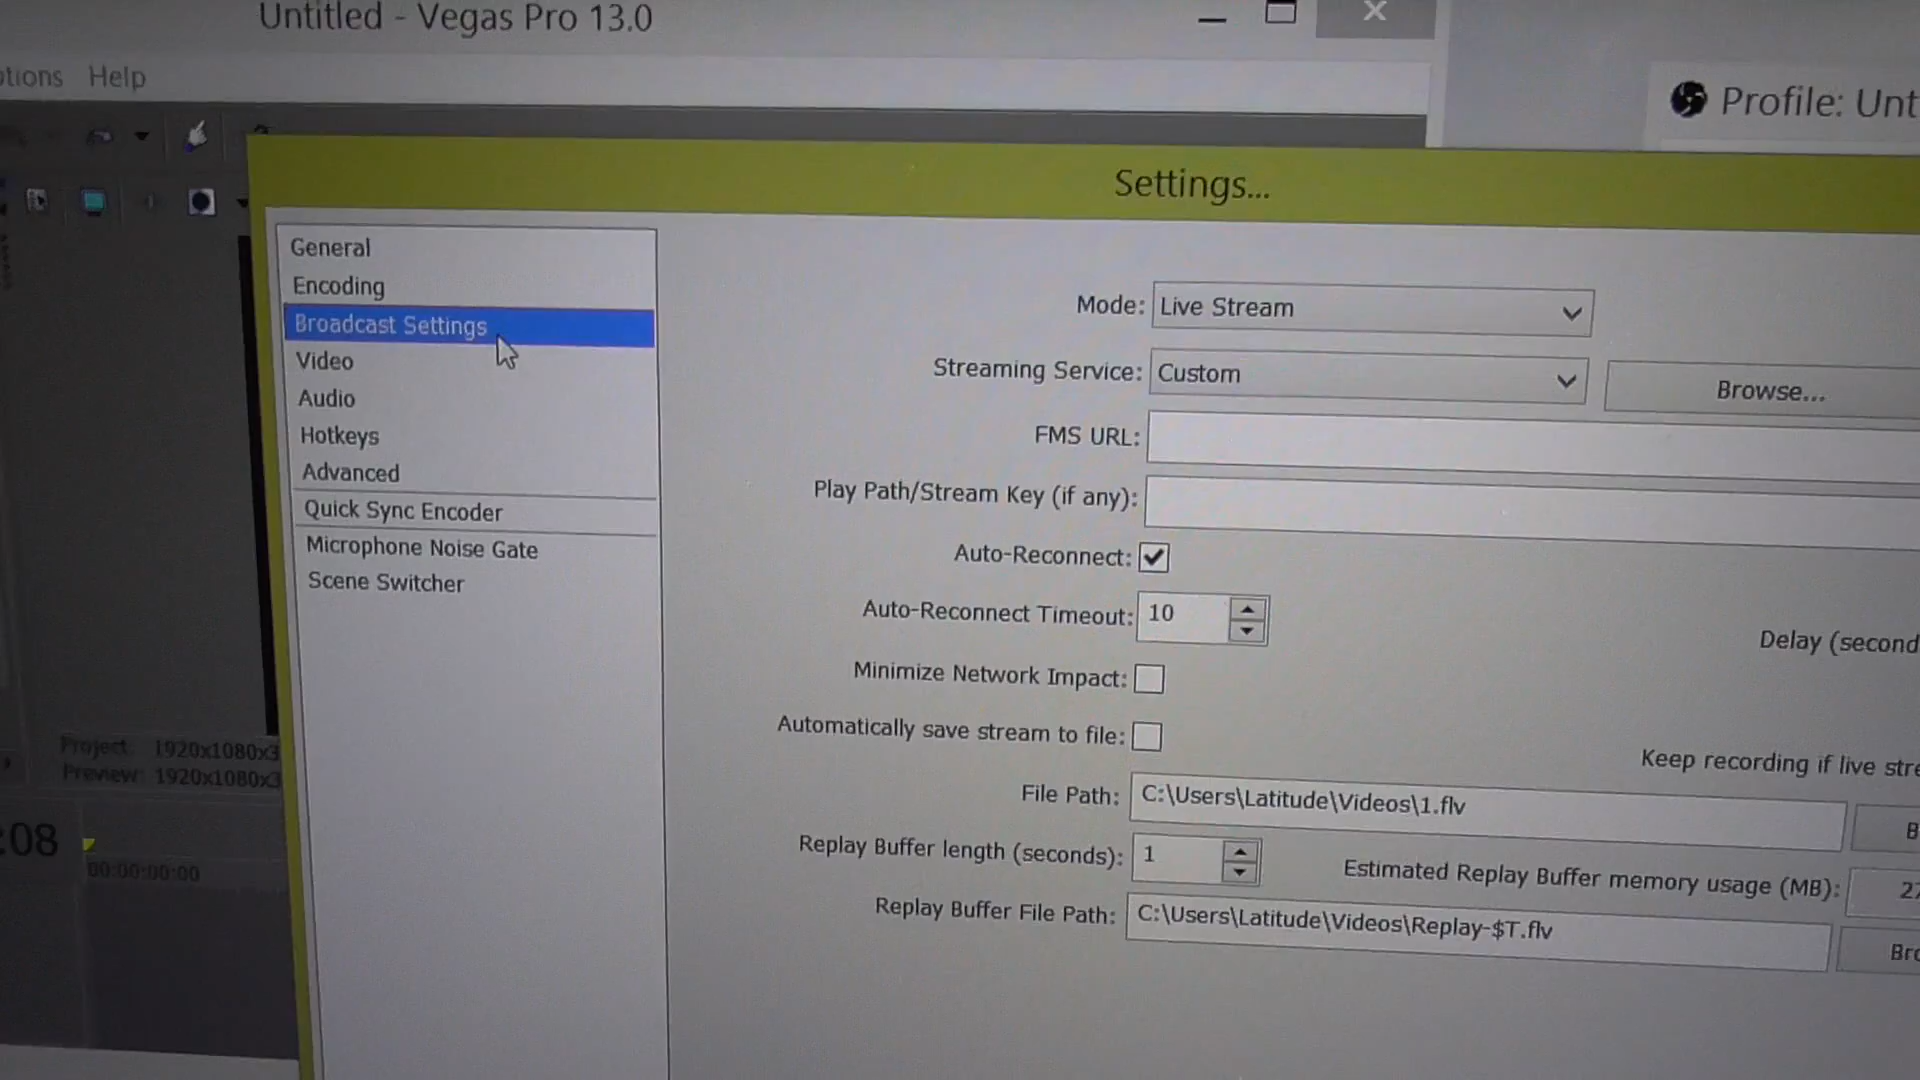 Untitled - Vegas Pro 13.0
Help
Profile: Unt
Settings...
General
Encoding
Broadcast Settings
Video
Audio
Hotkeys
Advanced
Quick Sync Encoder
Microphone Noise Gate
Scene Switcher
Mode: Live Stream
Streaming Service: Custom Browse...
FMS URL:
Play Path/Stream Key (if any):
Auto-Reconnect:
Auto-Reconnect Timeout: 10
Delay (second
Minimize Network Impact:
Automatically save stream to file:
Keep recording if live stre
File Path: C:\Users\Latitude\Videos\1.flv B
Replay Buffer length (seconds): 1 Estimated Replay Buffer memory usage (MB): 27
Replay Buffer File Path: C:\Users\Latitude\Videos\Replay-$T.flv Bro
Project: 1920x1080x3
Preview: 1920x1080x3
:08
00:00:00:00